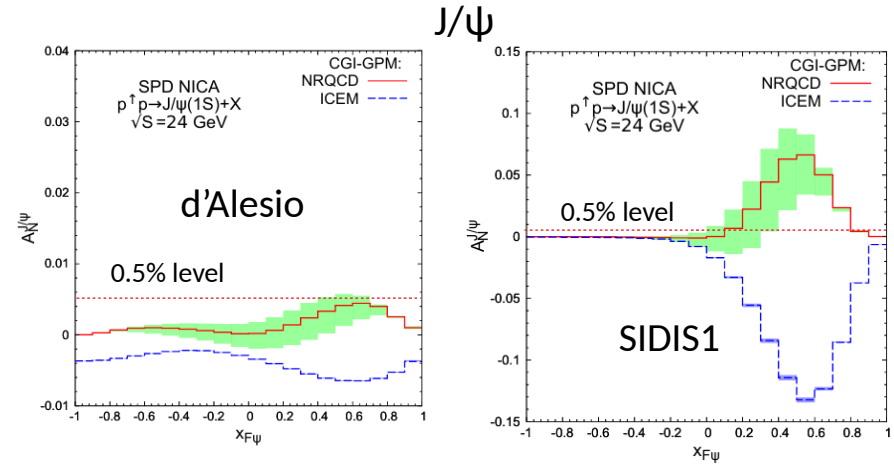 J/ψ
0.04
0.03
0.02
0.01
0
-0.01
-1
-0.8
-0.6
-0.4
-0.2
0
0.2
0.4
0.6
0.8
1
A_N^{J/ψ}
x_{Fψ}
CGI-GPM:
NRQCD
ICEM
SPD NICA
p↑p→J/ψ(1S)+X
√S=24 GeV
d'Alesio
0.5% level
0.15
0.1
0.05
0
-0.05
-0.1
-0.15
-1
-0.8
-0.6
-0.4
-0.2
0
0.2
0.4
0.6
0.8
1
A_N^{J/ψ}
x_{Fψ}
CGI-GPM:
NRQCD
ICEM
SPD NICA
p↑p→J/ψ(1S)+X
√S=24 GeV
0.5% level
SIDIS1